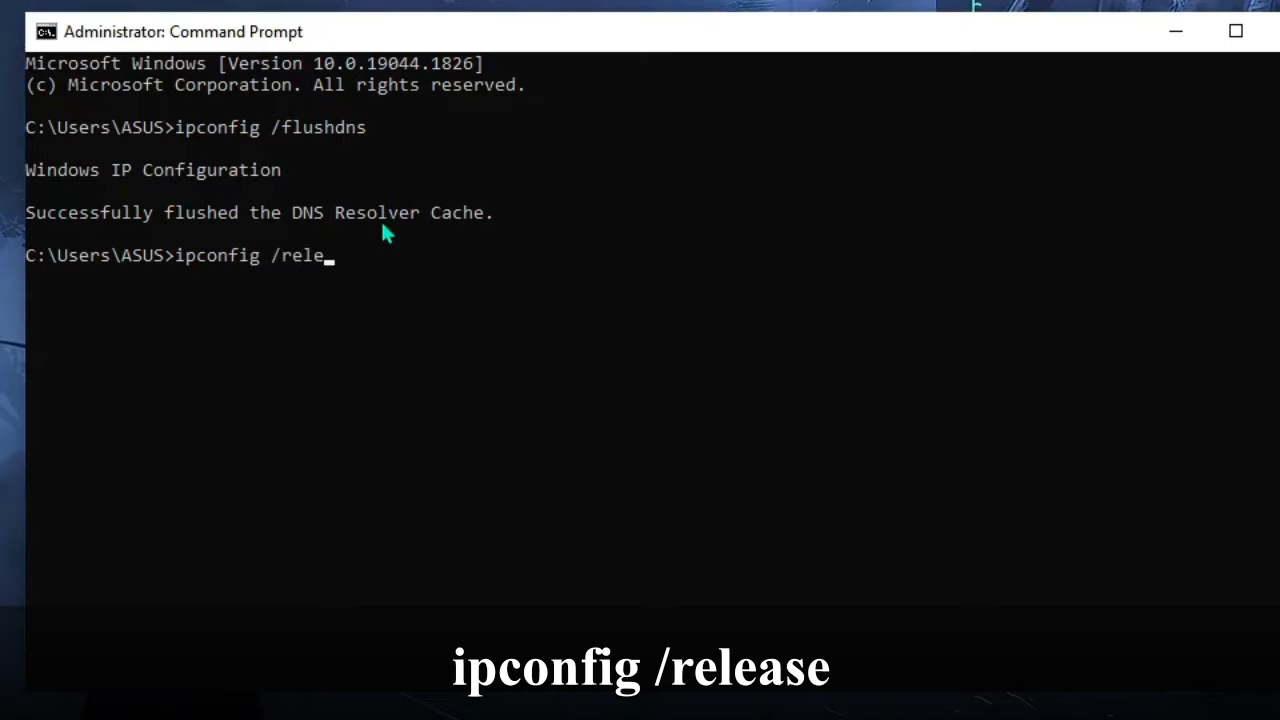 Administrator: Command Prompt
Microsoft Windows [Version 10.0.19044.1826]
(c) Microsoft Corporation. All rights reserved.
C:\Users\ASUS>ipconfig /flushdns
Windows IP Configuration
Successfully flushed the DNS Resolver Cache.
C:\Users\ASUS>ipconfig /rele
ipconfig /release